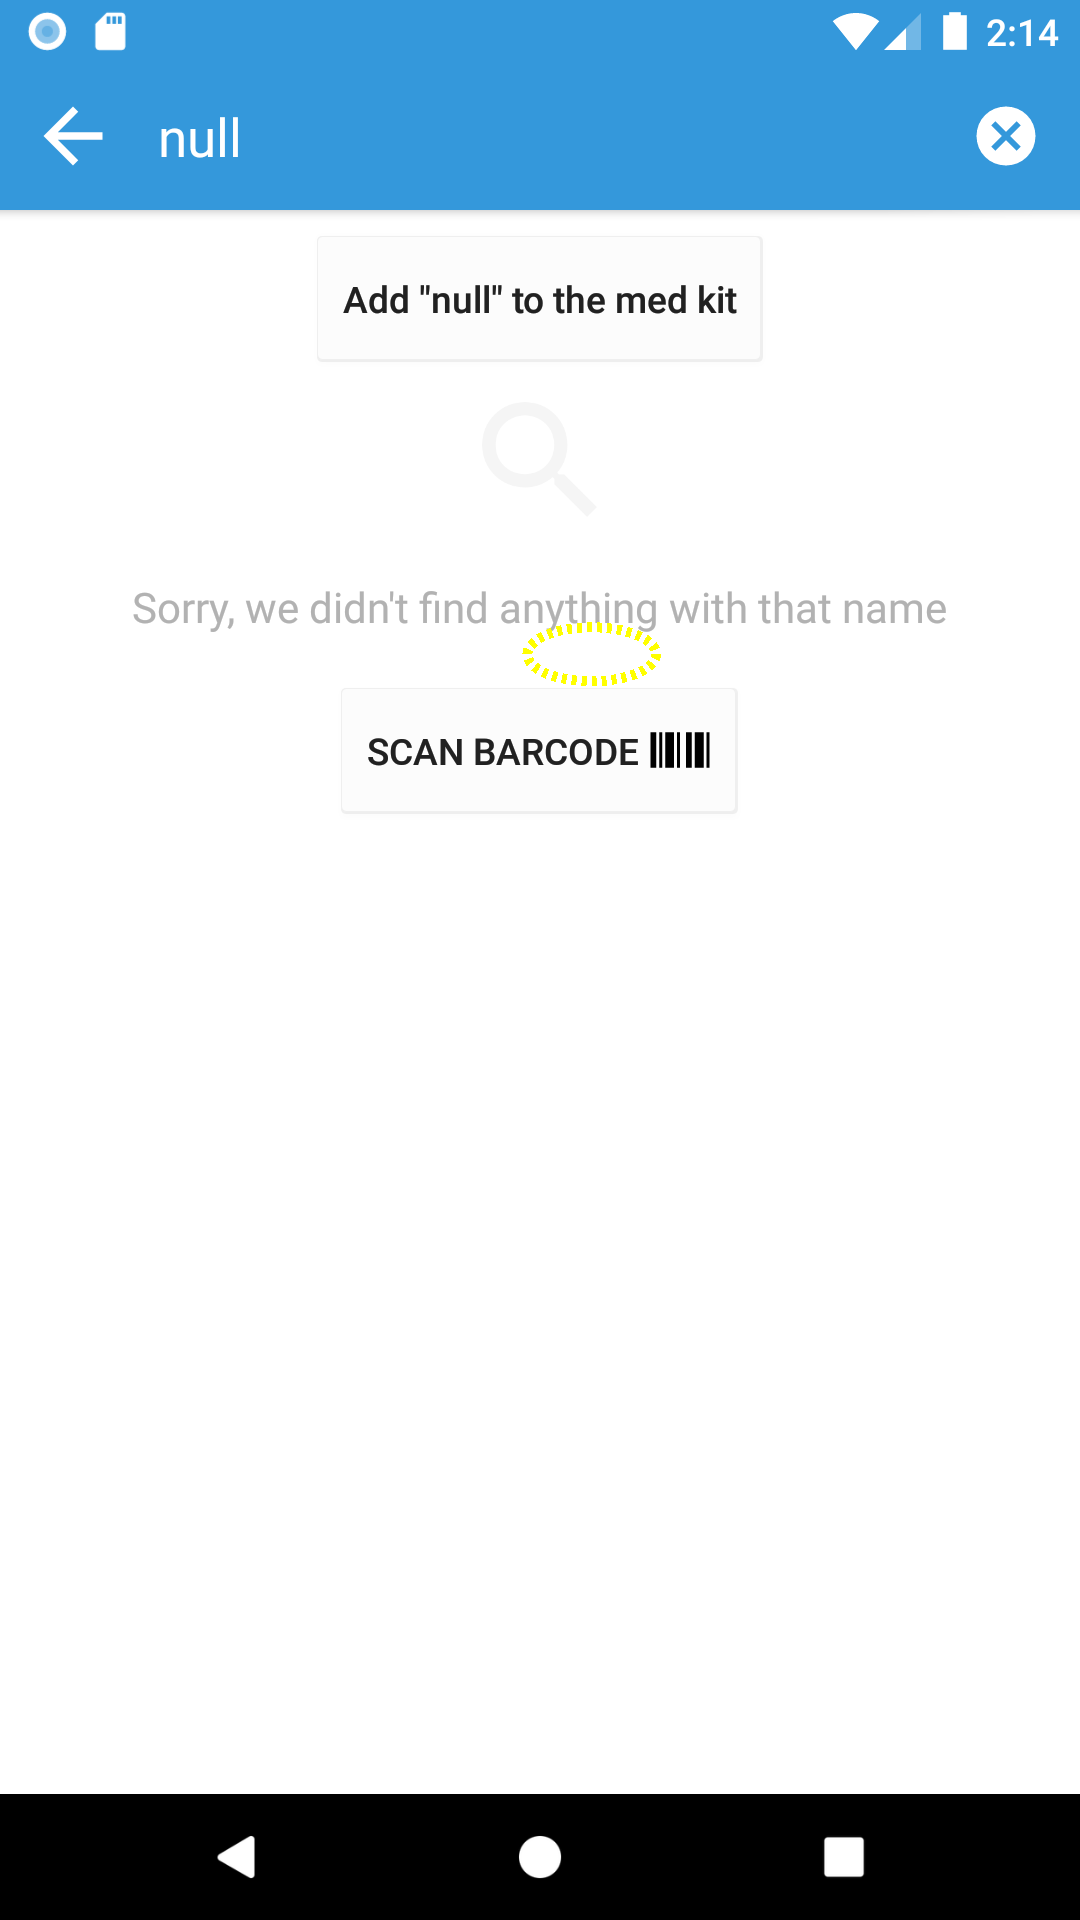 2:14
null
Add "null" to the med kit
Sorry, we didn't find anything with that name
SCAN BARCODE